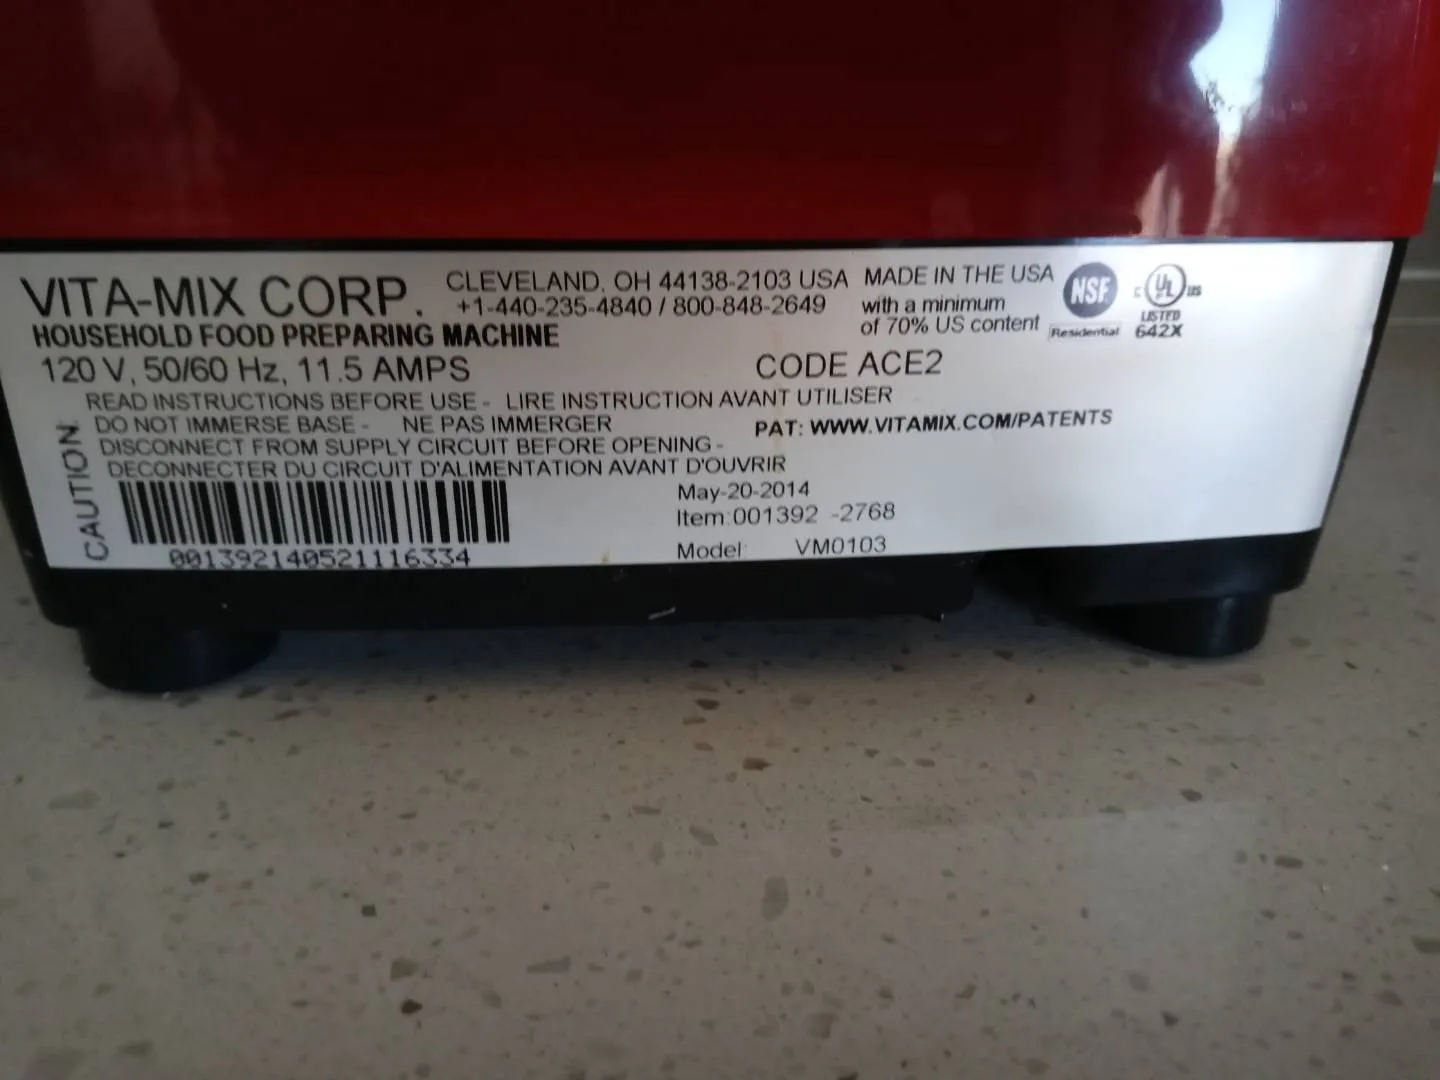 VITA-MIX CORP.
CLEVELAND, OH 44138-2103 USA
+1-440-235-4840 / 800-848-2649
MADE IN THE USA
with a minimum
of 70% US content
NSF
Residential
C UL US
LISTED
642X
HOUSEHOLD FOOD PREPARING MACHINE
120 V, 50/60 Hz, 11.5 AMPS
CODE ACE2
CAUTION
READ INSTRUCTIONS BEFORE USE - LIRE INSTRUCTION AVANT UTILISER
DO NOT IMMERSE BASE - NE PAS IMMERGER
PAT: WWW.VITAMIX.COM/PATENTS
DISCONNECT FROM SUPPLY CIRCUIT BEFORE OPENING -
DECONNECTER DU CIRCUIT D'ALIMENTATION AVANT D'OUVRIR
001392140521116334
May-20-2014
Item:001392 -2768
Model: VM0103